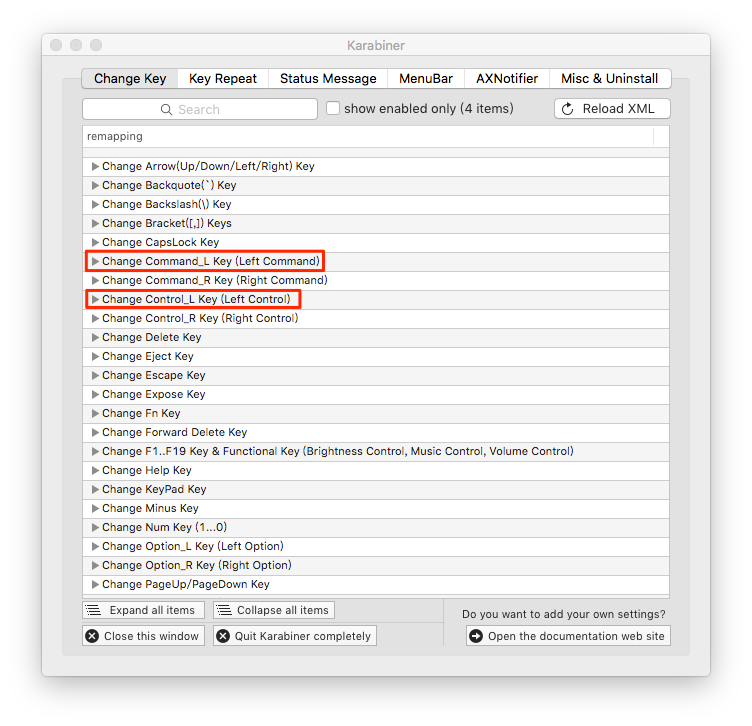 Karabiner
Change Key Key Repeat Status Message MenuBar AXNotifier Misc & Uninstall
Search show enabled only (4 items) Reload XML
remapping
Change Arrow(Up/Down/Left/Right) Key
Change Backquote(`) Key
Change Backslash(\) Key
Change Bracket([,]) Keys
Change CapsLock Key
Change Command_L Key (Left Command)
Change Command_R Key (Right Command)
Change Control_L Key (Left Control)
Change Control_R Key (Right Control)
Change Delete Key
Change Eject Key
Change Escape Key
Change Expose Key
Change Fn Key
Change Forward Delete Key
Change F1..F19 Key & Functional Key (Brightness Control, Music Control, Volume Control)
Change Help Key
Change KeyPad Key
Change Minus Key
Change Num Key (1...0)
Change Option_L Key (Left Option)
Change Option_R Key (Right Option)
Change PageUp/PageDown Key
Expand all items Collapse all items Do you want to add your own settings?
Close this window Quit Karabiner completely Open the documentation web site